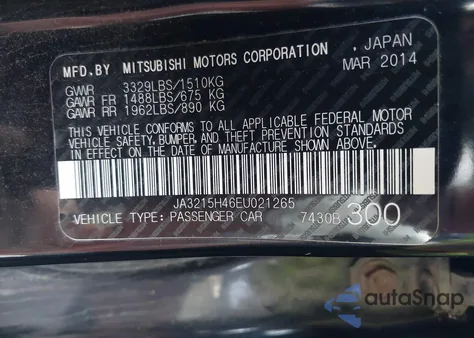 MFD.BY MITSUBISHI MOTORS CORPORATION , JAPAN
MAR 2014
GVWR 3329LBS/1510KG
GAWR FR 1488LBS/675 KG
GAWR RR 1962LBS/890 KG
THIS VEHICLE CONFORMS TO ALL APPLICABLE FEDERAL MOTOR
VEHICLE SAFETY, BUMPER, AND THEFT PREVENTION STANDARDS
IN EFFECT ON THE DATE OF MANUFACTURE SHOWN ABOVE.
JA3215H46EU021265
VEHICLE TYPE: PASSENGER CAR 7430B 300
autoSnap